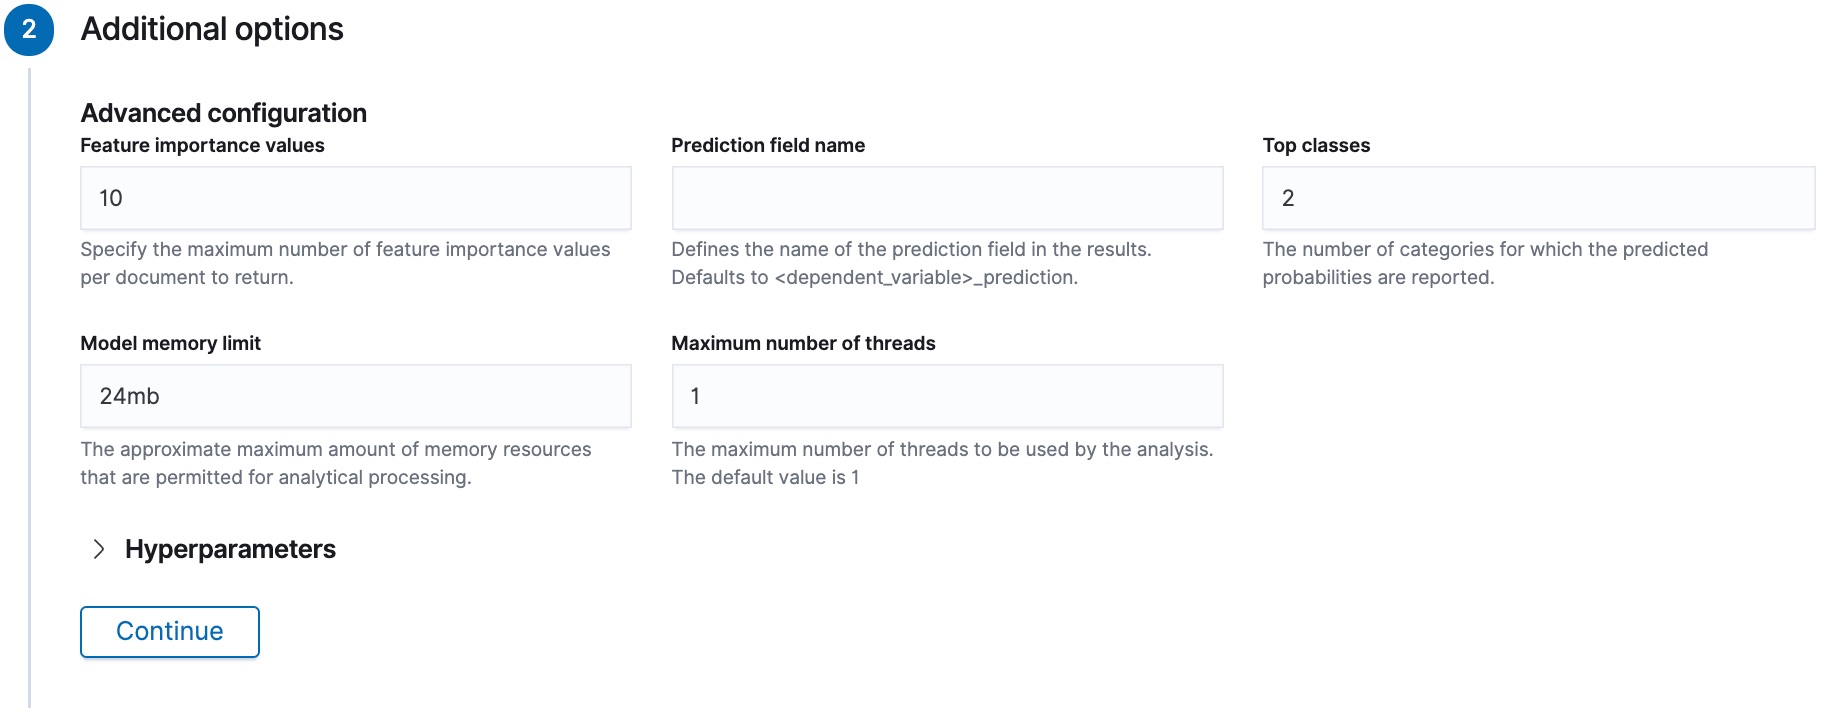 2
Additional options
Advanced configuration
Feature importance values
10
Specify the maximum number of feature importance values
per document to return.
Prediction field name
Defines the name of the prediction field in the results.
Defaults to <dependent_variable>_prediction.
Top classes
2
The number of categories for which the predicted
probabilities are reported.
Model memory limit
24mb
The approximate maximum amount of memory resources
that are permitted for analytical processing.
Maximum number of threads
1
The maximum number of threads to be used by the analysis.
The default value is 1
Hyperparameters
Continue